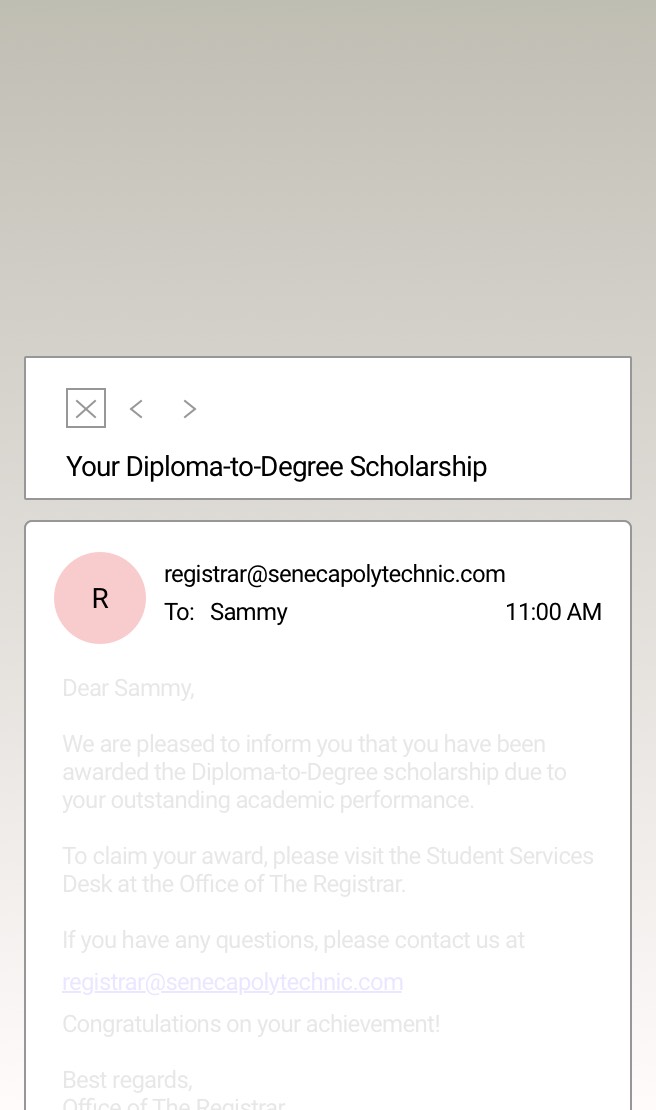 Your Diploma-to-Degree Scholarship
R
registrar@senecapolytechnic.com
To: Sammy 11:00 AM
Dear Sammy,
We are pleased to inform you that you have been
awarded the Diploma-to-Degree scholarship due to
your outstanding academic performance.
To claim your award, please visit the Student Services
Desk at the Office of The Registrar.
If you have any questions, please contact us at
registrar@senecapolytechnic.com
Congratulations on your achievement!
Best regards,
Office of The Registrar